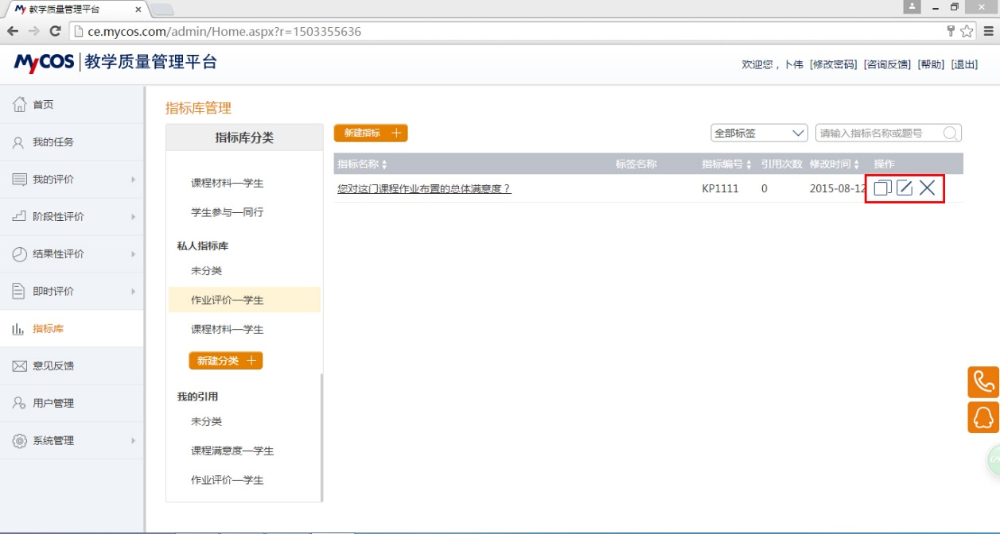 My 教学质量管理平台
ce.mycos.com/admin/Home.aspx?r=1503355636
MyCOS 教学质量管理平台
欢迎您，卜伟 [修改密码] [咨询反馈] [帮助] [退出]
首页
我的任务
我的评价
阶段性评价
结果性评价
即时评价
指标库
意见反馈
用户管理
系统管理
指标库管理
指标库分类
课程材料—学生
学生参与—同行
私人指标库
未分类
作业评价—学生
课程材料—学生
新建分类
我的引用
未分类
课程满意度—学生
作业评价—学生
新建指标
全部标签
请输入指标名称或题号
指标名称 标签名称 指标编号 引用次数 修改时间 操作
您对这门课程作业布置的总体满意度？ KP1111 0 2015-08-12